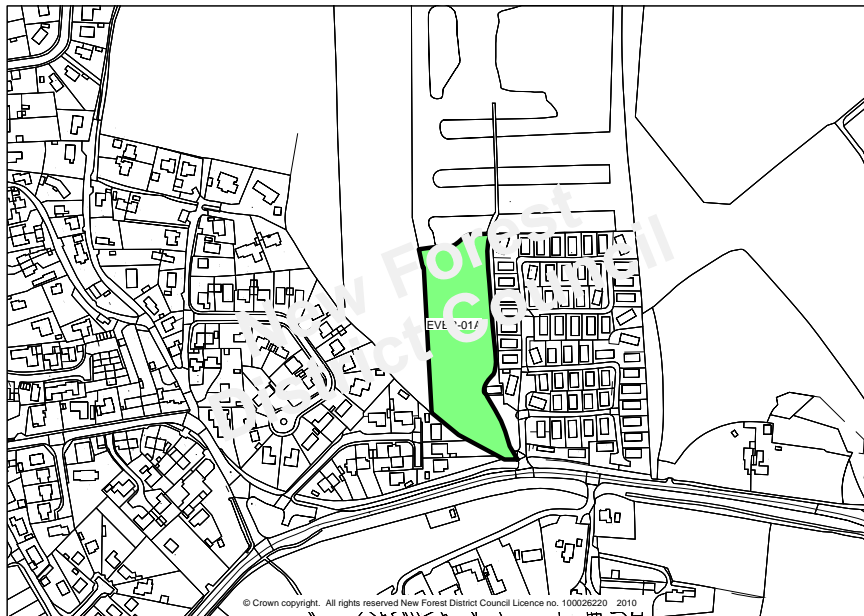 New Forest
District Council
© Crown copyright. All rights reserved New Forest District Council Licence no. 100026220 2010